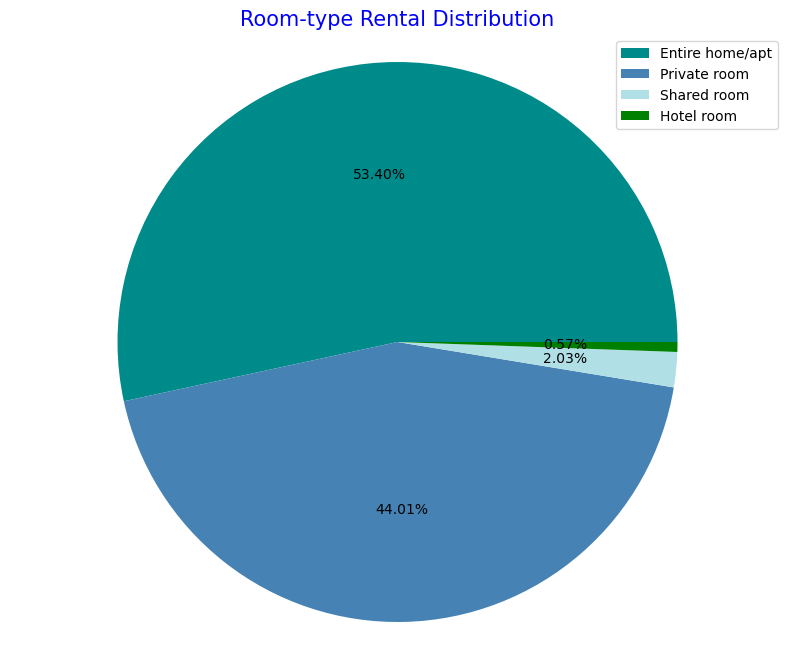 Room-type Rental Distribution
Entire home/apt
Private room
Shared room
Hotel room
53.40%
0.57%
2.03%
44.01%